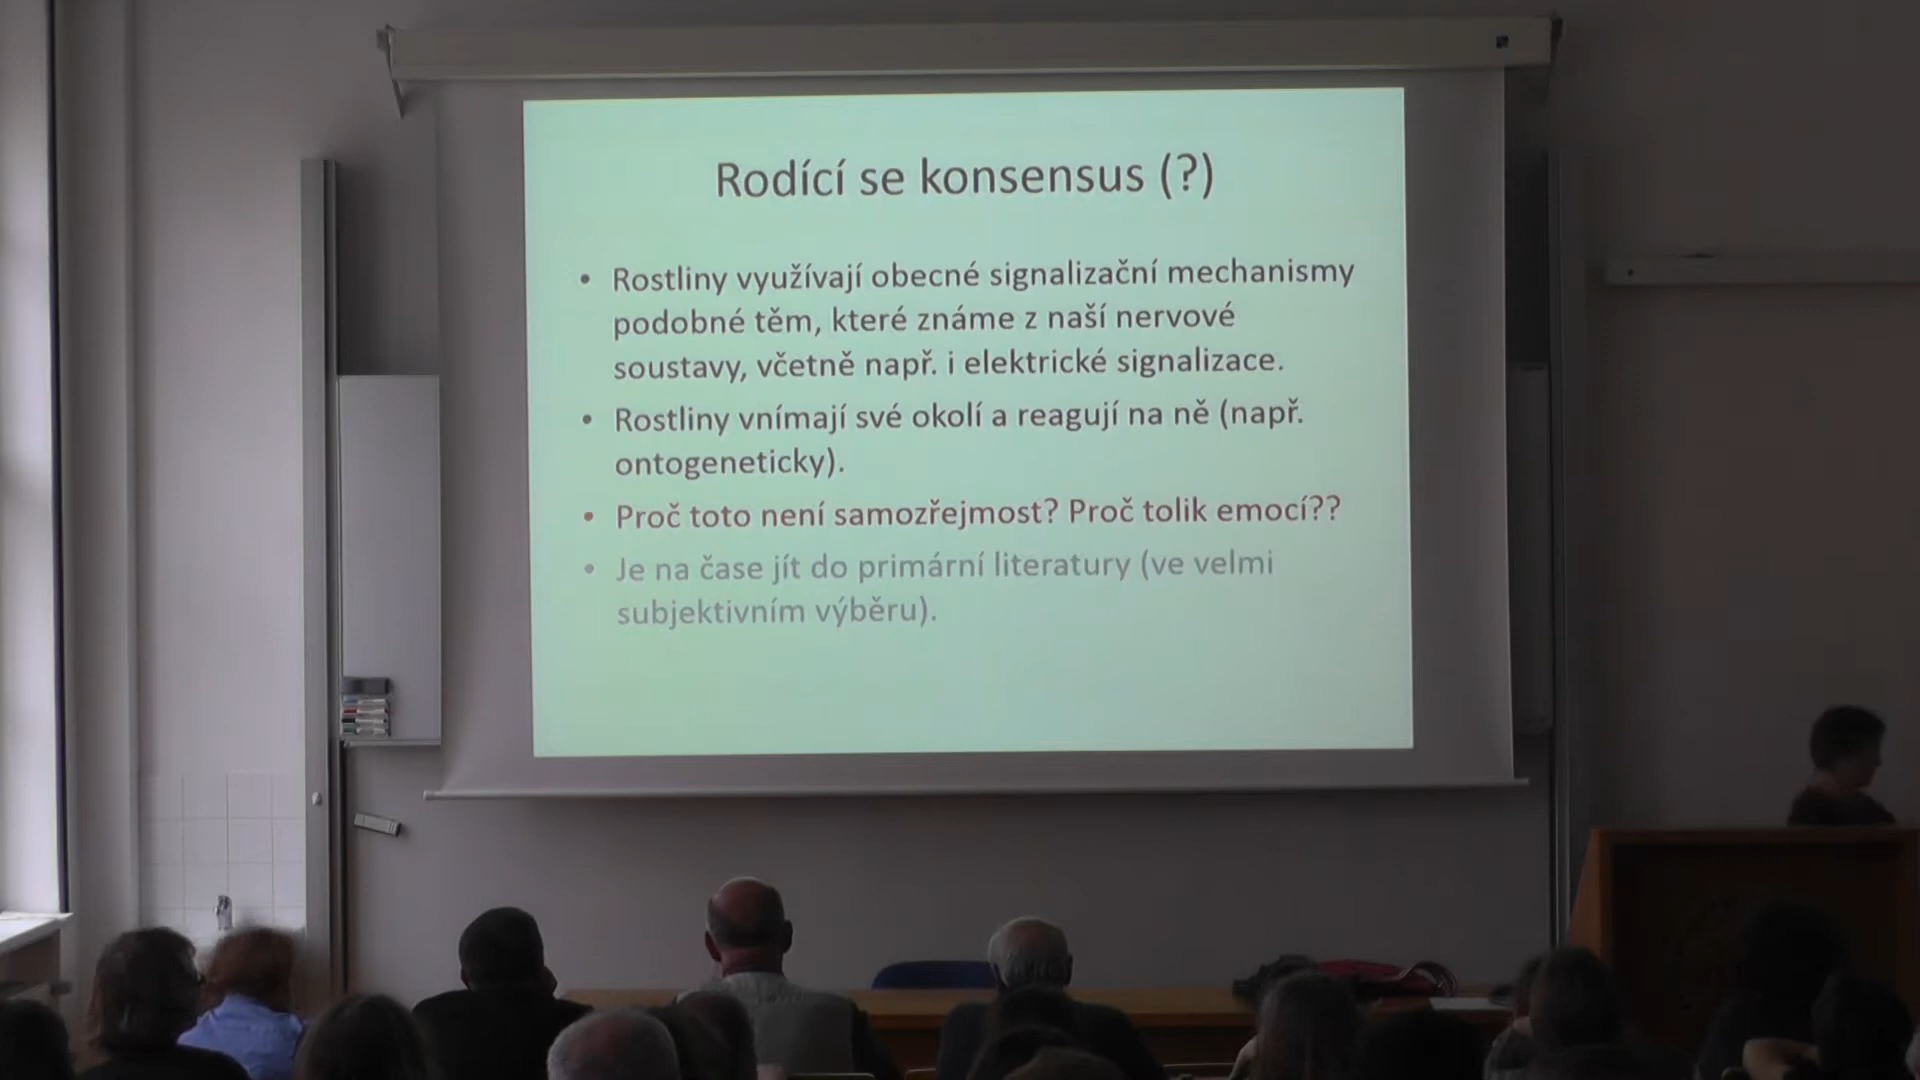 Rodící se konsensus (?)
• Rostliny využívají obecné signalizační mechanismy
podobné těm, které známe z naší nervové
soustavy, včetně např. i elektrické signalizace.
• Rostliny vnímají své okolí a reagují na ně (např.
ontogeneticky).
• Proč toto není samozřejmost? Proč tolik emocí??
• Je na čase jít do primární literatury (ve velmi
subjektivním výběru).